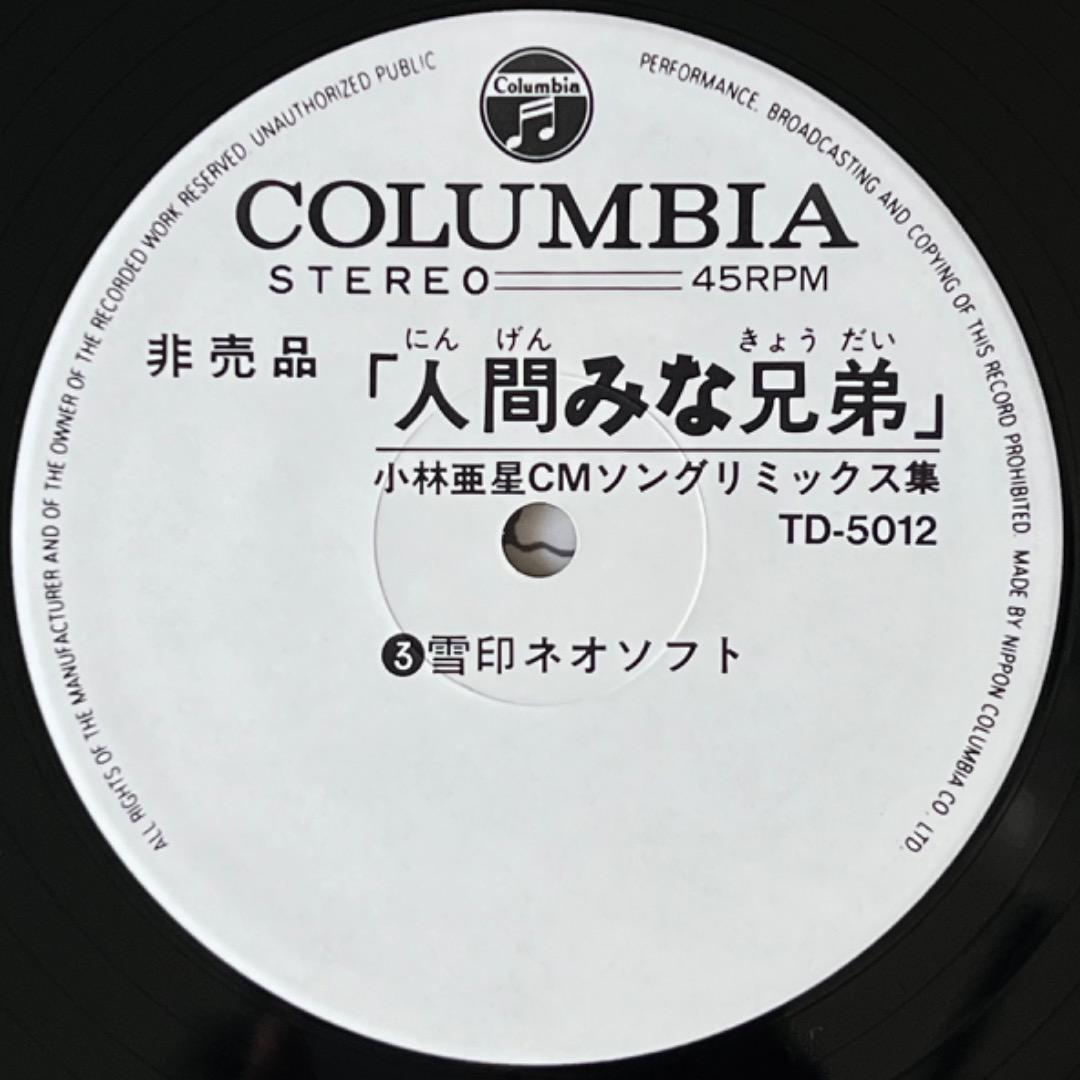 Columbia
COLUMBIA
STEREO 45RPM
非売品
にんげん きょうだい
「人間みな兄弟」
小林亜星CMソングリミックス集
TD-5012
❸雪印ネオソフト
ALL RIGHTS OF THE MANUFACTURER AND OF THE OWNER OF THE RECORDED WORK RESERVED UNAUTHORIZED PUBLIC PERFORMANCE. BROADCASTING AND COPYING OF THIS RECORD PROHIBITED. MADE BY NIPPON COLUMBIA CO. LTD.